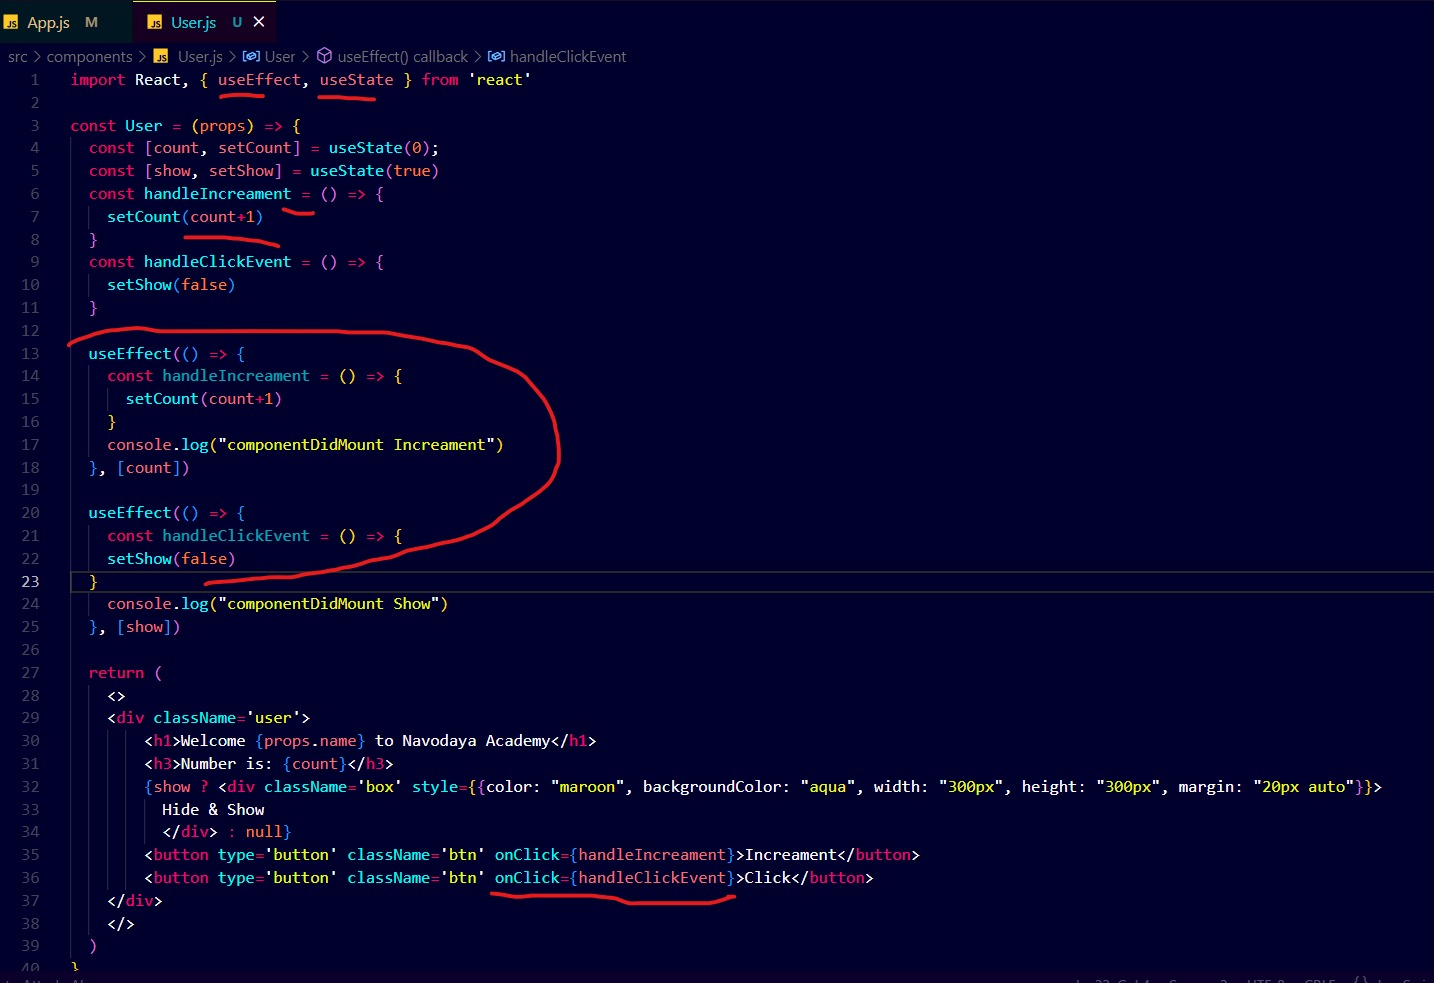 JS App.js M JS User.js U ×
src > components > JS User.js > User > useEffect() callback > handleClickEvent
1 import React, { useEffect, useState } from 'react'
2
3 const User = (props) => {
4 const [count, setCount] = useState(0);
5 const [show, setShow] = useState(true)
6 const handleIncreament = () => {
7 setCount(count+1)
8 }
9 const handleClickEvent = () => {
10 setShow(false)
11 }
12
13 useEffect(() => {
14 const handleIncreament = () => {
15 setCount(count+1)
16 }
17 console.log("componentDidMount Increament")
18 }, [count])
19
20 useEffect(() => {
21 const handleClickEvent = () => {
22 setShow(false)
23 }
24 console.log("componentDidMount Show")
25 }, [show])
26
27 return (
28 <>
29 <div className='user'>
30 <h1>Welcome {props.name} to Navodaya Academy</h1>
31 <h3>Number is: {count}</h3>
32 {show ? <div className='box' style={{color: "maroon", backgroundColor: "aqua", width: "300px", height: "300px", margin: "20px auto"}}>
33 Hide & Show
34 </div> : null}
35 <button type='button' className='btn' onClick={handleIncreament}>Increament</button>
36 <button type='button' className='btn' onClick={handleClickEvent}>Click</button>
37 </div>
38 </>
39 )
40 }